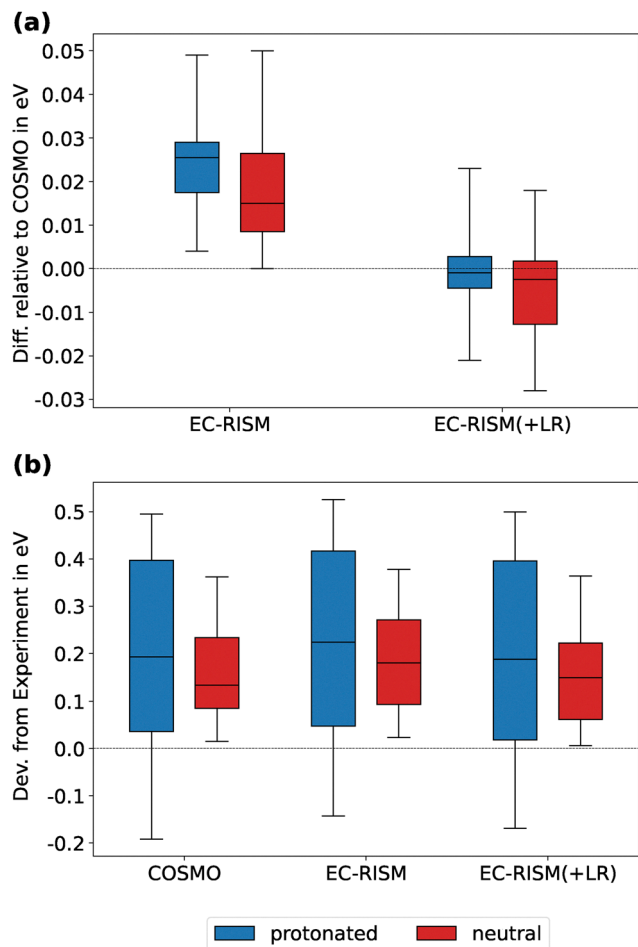 (a)
Diff. relative to COSMO in eV
0.05
0.04
0.03
0.02
0.01
0.00
-0.01
-0.02
-0.03
EC-RISM
EC-RISM(+LR)
(b)
Dev. from Experiment in eV
0.5
0.4
0.3
0.2
0.1
0.0
-0.1
-0.2
COSMO
EC-RISM
EC-RISM(+LR)
protonated
neutral